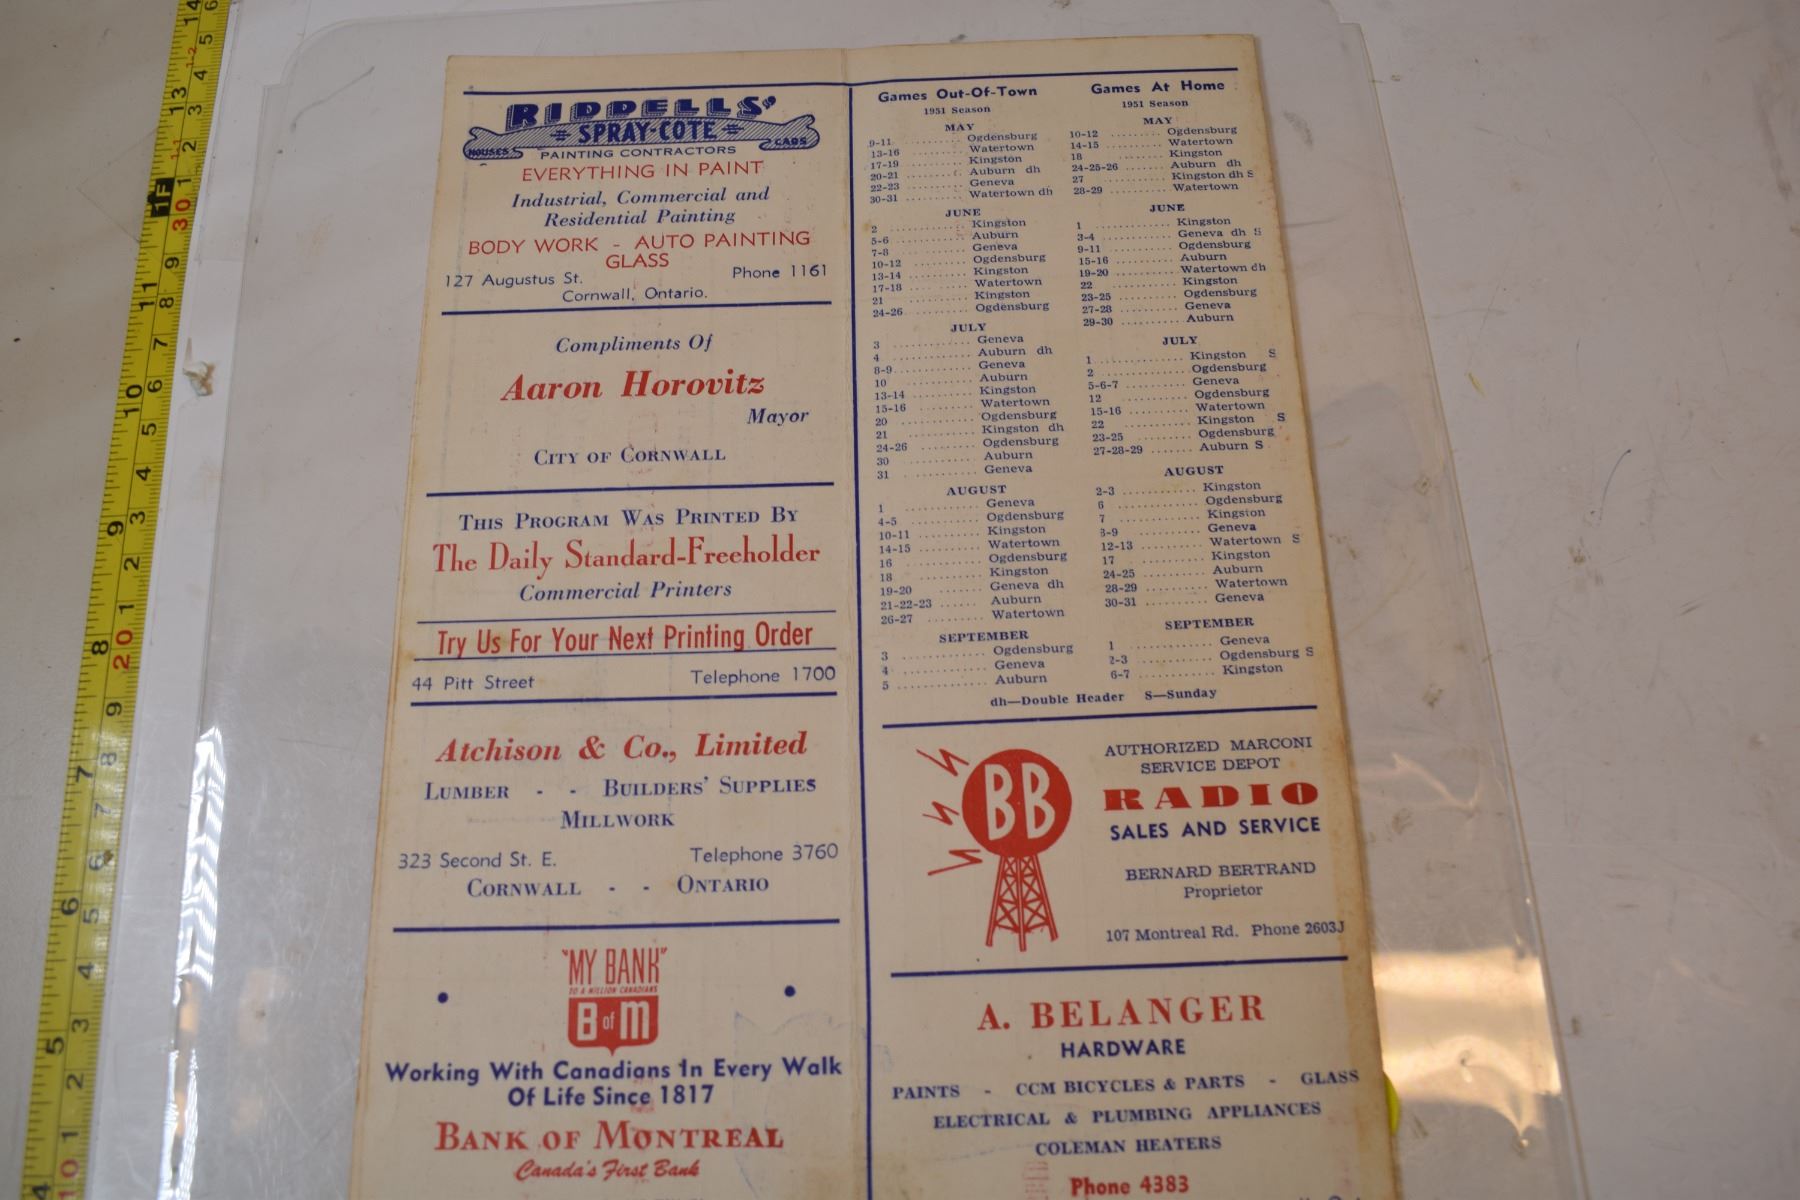 RIDDELLS'
SPRAY-COTE
HOUSES CARS
PAINTING CONTRACTORS
EVERYTHING IN PAINT
Industrial, Commercial and
Residential Painting
BODY WORK - AUTO PAINTING
GLASS
127 Augustus St. Phone 1161
Cornwall, Ontario.
Compliments Of
Aaron Horovitz
Mayor
CITY OF CORNWALL
THIS PROGRAM WAS PRINTED BY
The Daily Standard-Freeholder
Commercial Printers
Try Us For Your Next Printing Order
44 Pitt Street Telephone 1700
Atchison & Co., Limited
LUMBER - - BUILDERS' SUPPLIES
MILLWORK
323 Second St. E. Telephone 3760
CORNWALL - - ONTARIO
"MY BANK"
TO A MILLION CANADIANS
B of M
Working With Canadians In Every Walk
Of Life Since 1817
BANK OF MONTREAL
Canada's First Bank
Games Out-Of-Town
1951 Season
MAY
9-11 Ogdensburg
13-16 Watertown
17-19 Kingston
20-21 Auburn dh
22-23 Geneva
30-31 Watertown dh
JUNE
2 Kingston
5-6 Auburn
7-8 Geneva
10-12 Ogdensburg
13-14 Kingston
17-18 Watertown
21 Kingston
24-26 Ogdensburg
JULY
3 Geneva
4 Auburn dh
8-9 Geneva
10 Auburn
13-14 Kingston
15-16 Watertown
20 Ogdensburg
21 Kingston dh
24-26 Ogdensburg
30 Auburn
31 Geneva
AUGUST
1 Geneva
4-5 Ogdensburg
10-11 Kingston
14-15 Watertown
16 Ogdensburg
18 Kingston
19-20 Geneva dh
21-22-23 Auburn
26-27 Watertown
SEPTEMBER
3 Ogdensburg
4 Geneva
5 Auburn
Games At Home
1951 Season
MAY
10-12 Ogdensburg
14-15 Watertown
18 Kingston
24-25-26 Auburn dh
27 Kingston dh S
28-29 Watertown
JUNE
1 Kingston
3-4 Geneva dh S
9-11 Ogdensburg
15-16 Auburn
19-20 Watertown dh
22 Kingston
23-25 Ogdensburg
27-28 Geneva
29-30 Auburn
JULY
1 Kingston S
2 Ogdensburg
5-6-7 Geneva
12 Ogdensburg
15-16 Watertown
22 Kingston S
23-25 Ogdensburg
27-28-29 Auburn S
AUGUST
2-3 Kingston
6 Ogdensburg
7 Kingston
8-9 Geneva
12-13 Watertown S
17 Kingston
24-25 Auburn
28-29 Watertown
30-31 Geneva
SEPTEMBER
1 Geneva
2-3 Ogdensburg S
6-7 Kingston
dh—Double Header S—Sunday
BB
AUTHORIZED MARCONI
SERVICE DEPOT
RADIO
SALES AND SERVICE
BERNARD BERTRAND
Proprietor
107 Montreal Rd. Phone 2603J
A. BELANGER
HARDWARE
PAINTS - CCM BICYCLES & PARTS - GLASS
ELECTRICAL & PLUMBING APPLIANCES
COLEMAN HEATERS
Phone 4383